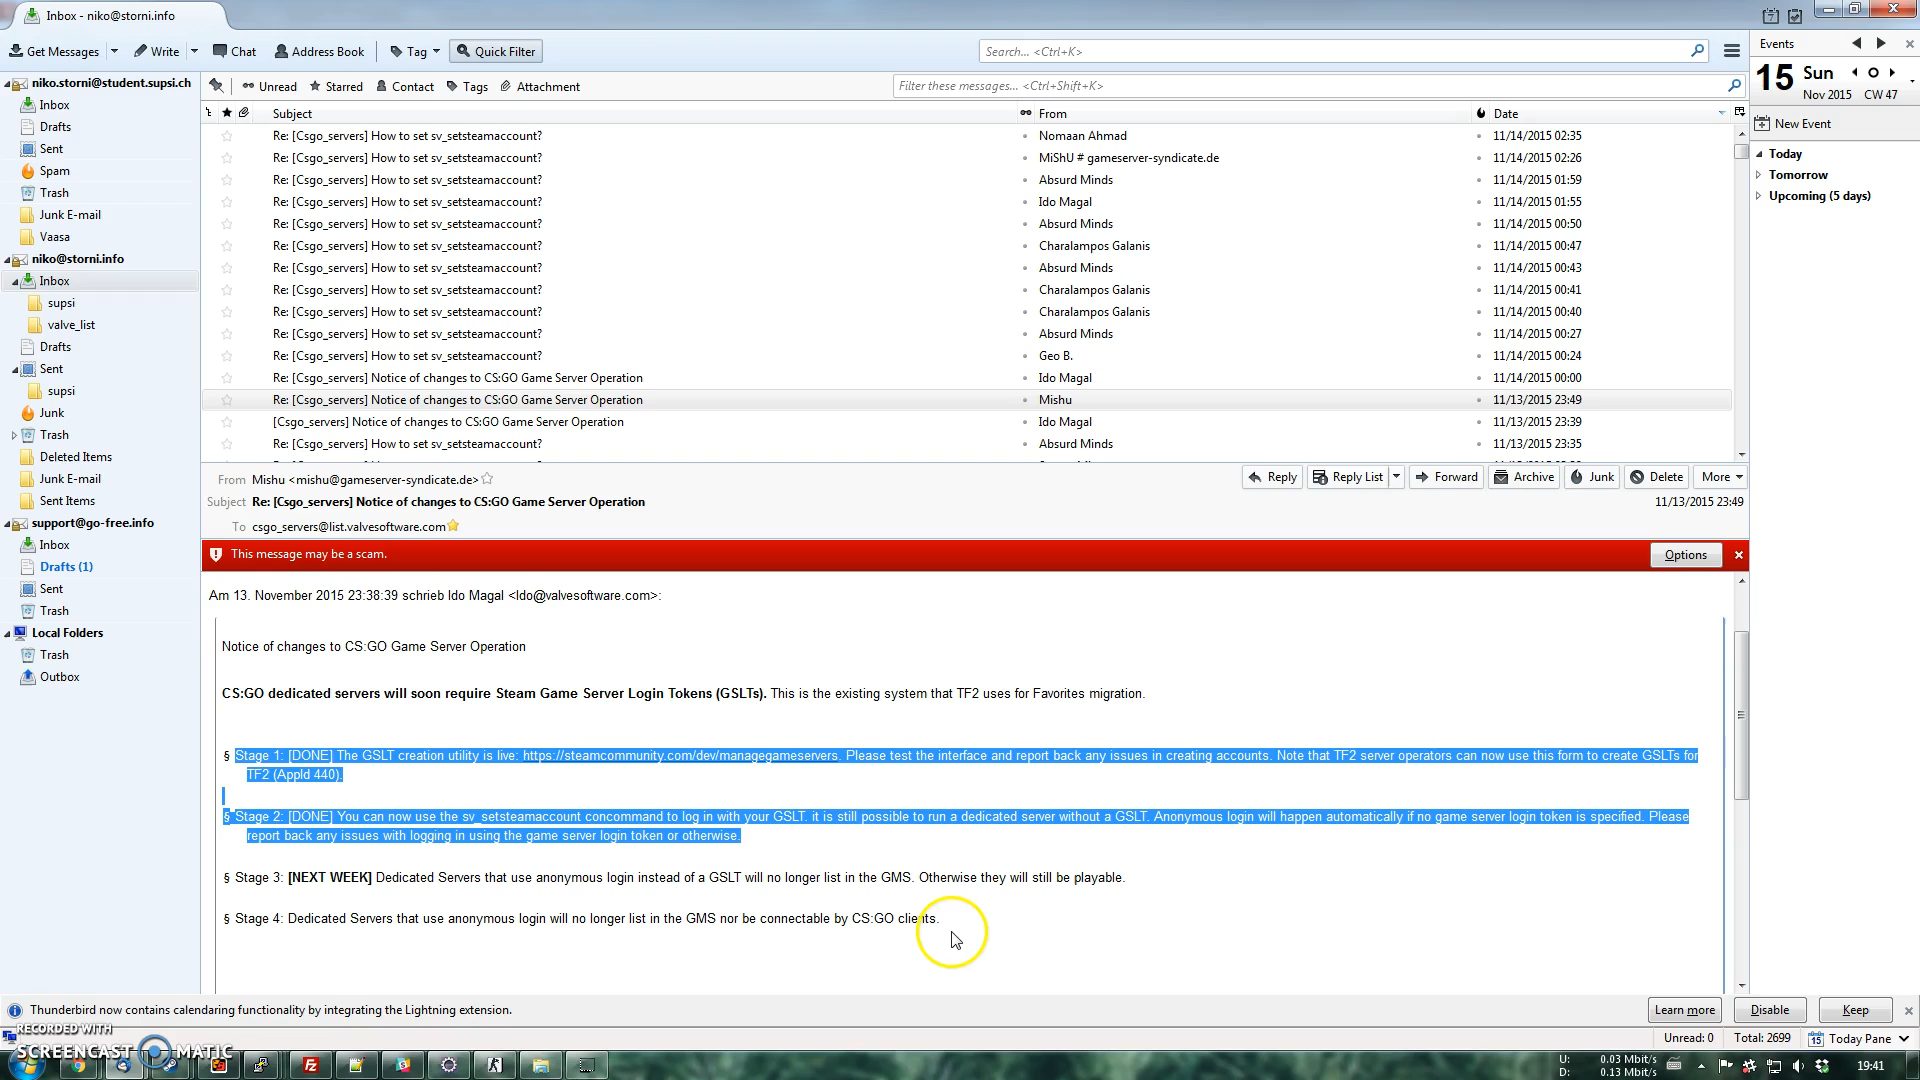 Inbox - niko@storni.info
Get Messages Write Chat Address Book Tag Quick Filter Search... <Ctrl+K>
Events
15 Sun
Nov 2015 CW 47
New Event
Today
Tomorrow
Upcoming (5 days)
niko.storni@student.supsi.ch
Inbox
Drafts
Sent
Spam
Trash
Junk E-mail
Vaasa
niko@storni.info
Inbox
supsi
valve_list
Drafts
Sent
supsi
Junk
Trash
Deleted Items
Junk E-mail
Sent Items
support@go-free.info
Inbox
Drafts (1)
Sent
Trash
Local Folders
Trash
Outbox
Unread Starred Contact Tags Attachment Filter these messages... <Ctrl+Shift+K>
Subject From Date
Re: [Csgo_servers] How to set sv_setsteamaccount? Nomaan Ahmad 11/14/2015 02:35
Re: [Csgo_servers] How to set sv_setsteamaccount? MiShU # gameserver-syndicate.de 11/14/2015 02:26
Re: [Csgo_servers] How to set sv_setsteamaccount? Absurd Minds 11/14/2015 01:59
Re: [Csgo_servers] How to set sv_setsteamaccount? Ido Magal 11/14/2015 01:55
Re: [Csgo_servers] How to set sv_setsteamaccount? Absurd Minds 11/14/2015 00:50
Re: [Csgo_servers] How to set sv_setsteamaccount? Charalampos Galanis 11/14/2015 00:47
Re: [Csgo_servers] How to set sv_setsteamaccount? Absurd Minds 11/14/2015 00:43
Re: [Csgo_servers] How to set sv_setsteamaccount? Charalampos Galanis 11/14/2015 00:41
Re: [Csgo_servers] How to set sv_setsteamaccount? Charalampos Galanis 11/14/2015 00:40
Re: [Csgo_servers] How to set sv_setsteamaccount? Absurd Minds 11/14/2015 00:27
Re: [Csgo_servers] How to set sv_setsteamaccount? Geo B. 11/14/2015 00:24
Re: [Csgo_servers] Notice of changes to CS:GO Game Server Operation Ido Magal 11/14/2015 00:00
Re: [Csgo_servers] Notice of changes to CS:GO Game Server Operation Mishu 11/13/2015 23:49
[Csgo_servers] Notice of changes to CS:GO Game Server Operation Ido Magal 11/13/2015 23:39
Re: [Csgo_servers] How to set sv_setsteamaccount? Absurd Minds 11/13/2015 23:35
From Mishu <mishu@gameserver-syndicate.de> Reply Reply List Forward Archive Junk Delete More
Subject Re: [Csgo_servers] Notice of changes to CS:GO Game Server Operation 11/13/2015 23:49
To csgo_servers@list.valvesoftware.com
This message may be a scam. Options
Am 13. November 2015 23:38:39 schrieb Ido Magal <Ido@valvesoftware.com>:
Notice of changes to CS:GO Game Server Operation
CS:GO dedicated servers will soon require Steam Game Server Login Tokens (GSLTs). This is the existing system that TF2 uses for Favorites migration.
§ Stage 1: [DONE] The GSLT creation utility is live: https://steamcommunity.com/dev/managegameservers. Please test the interface and report back any issues in creating accounts. Note that TF2 server operators can now use this form to create GSLTs for
TF2 (AppId 440).
§ Stage 2: [DONE] You can now use the sv_setsteamaccount concommand to log in with your GSLT. it is still possible to run a dedicated server without a GSLT. Anonymous login will happen automatically if no game server login token is specified. Please
report back any issues with logging in using the game server login token or otherwise.
§ Stage 3: [NEXT WEEK] Dedicated Servers that use anonymous login instead of a GSLT will no longer list in the GMS. Otherwise they will still be playable.
§ Stage 4: Dedicated Servers that use anonymous login will no longer list in the GMS nor be connectable by CS:GO clients.
Thunderbird now contains calendaring functionality by integrating the Lightning extension. Learn more Disable Keep
Unread: 0 Total: 2699 15 Today Pane
RECORDED WITH
SCREENCAST MATIC
U: 0.03 Mbit/s
D: 0.13 Mbit/s
19:41